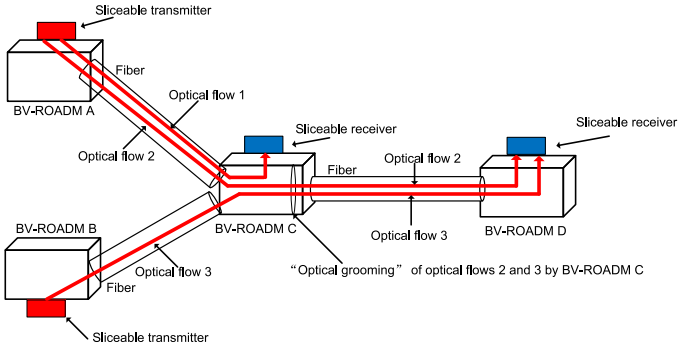 Sliceable transmitter
Fiber
Optical flow 1
BV-ROADM A
Sliceable receiver
Sliceable receiver
Optical flow 2
Optical flow 2
Fiber
BV-ROADM B
BV-ROADM C
Optical flow 3
BV-ROADM D
Optical flow 3
“Optical grooming” of optical flows 2 and 3 by BV-ROADM C
Fiber
Sliceable transmitter